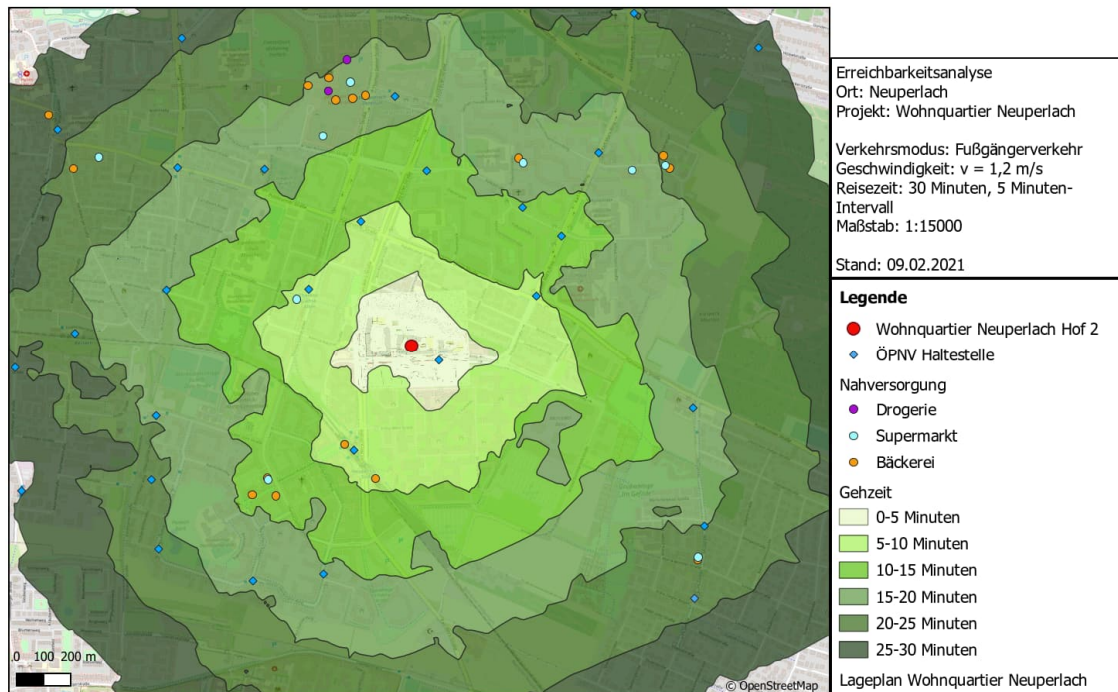 Erreichbarkeitsanalyse
Ort: Neuperlach
Projekt: Wohnquartier Neuperlach
Verkehrsmodus: Fußgängerverkehr
Geschwindigkeit: v = 1,2 m/s
Reisezeit: 30 Minuten, 5 Minuten-
Intervall
Maßstab: 1:15000
Stand: 09.02.2021
Legende
Wohnquartier Neuperlach Hof 2
ÖPNV Haltestelle
Nahversorgung
Drogerie
Supermarkt
Bäckerei
Gehzeit
0-5 Minuten
5-10 Minuten
10-15 Minuten
15-20 Minuten
20-25 Minuten
25-30 Minuten
Lageplan Wohnquartier Neuperlach
0 100 200 m
© OpenStreetMap